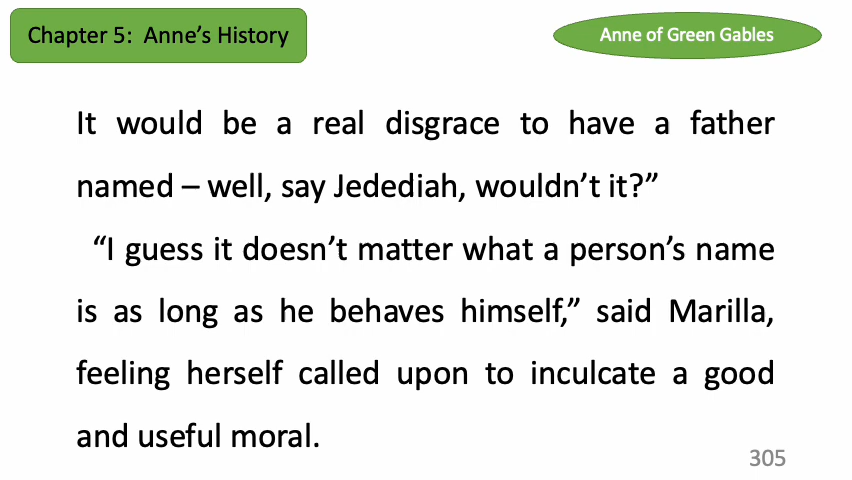 Chapter 5:  Anne’s History
Anne of Green Gables
It would be a real disgrace to have a father
named – well, say Jedediah, wouldn’t it?”
“I guess it doesn’t matter what a person’s name
is as long as he behaves himself,” said Marilla,
feeling herself called upon to inculcate a good
and useful moral.
305